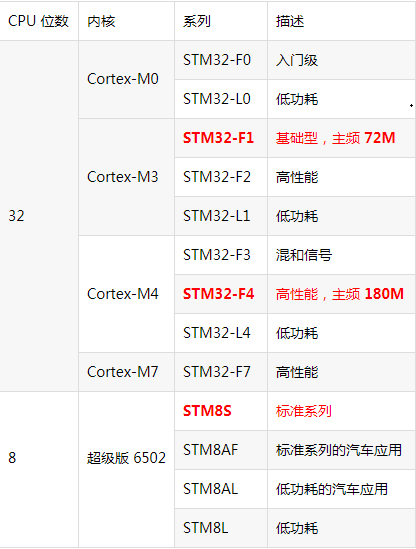 CPU 位数 内核 系列 描述
32 Cortex-M0 STM32-F0 入门级
STM32-L0 低功耗
Cortex-M3 STM32-F1 基础型，主频 72M
STM32-F2 高性能
STM32-L1 低功耗
Cortex-M4 STM32-F3 混和信号
STM32-F4 高性能，主频 180M
STM32-L4 低功耗
Cortex-M7 STM32-F7 高性能
8 超级版 6502 STM8S 标准系列
STM8AF 标准系列的汽车应用
STM8AL 低功耗的汽车应用
STM8L 低功耗